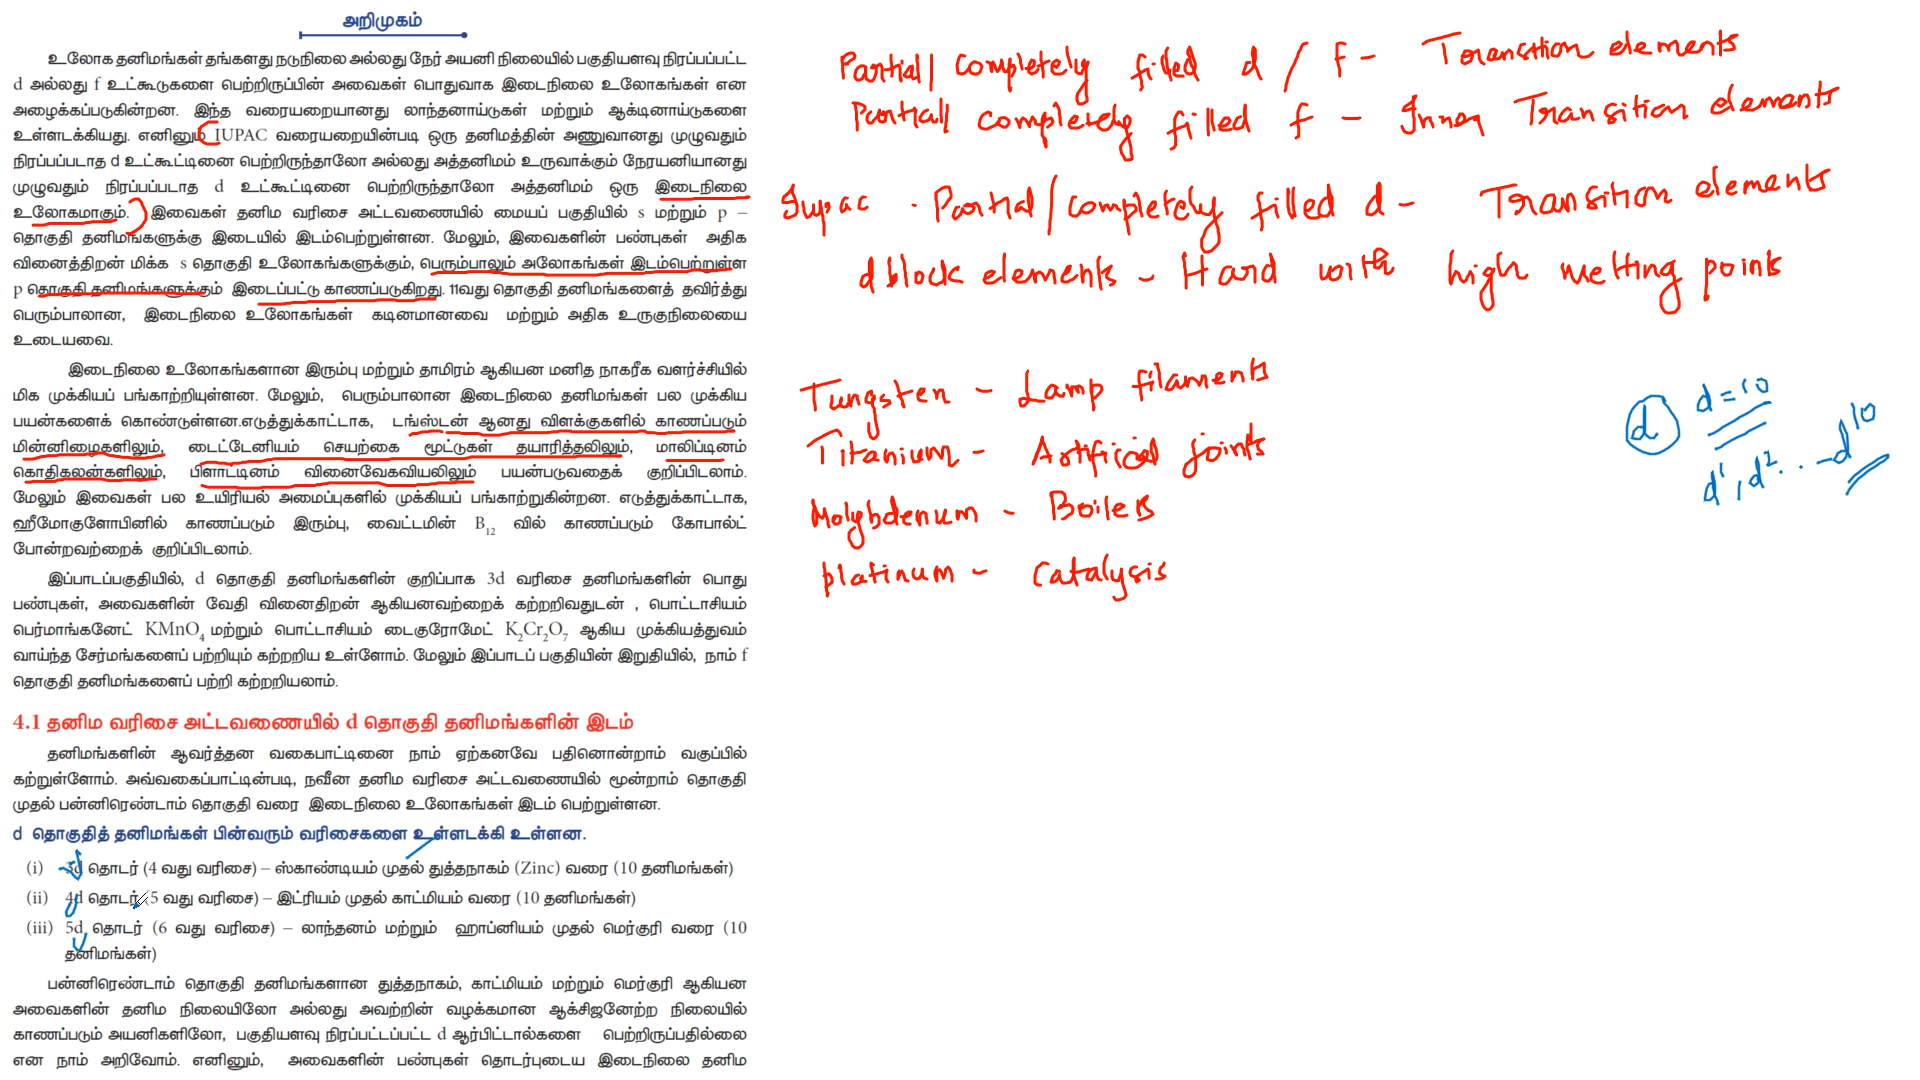 அறிமுகம்
உலோக தனிமங்கள் தங்களது நடுநிலை அல்லது நேர் அயனி நிலையில் பகுதியளவு நிரப்பப்பட்ட
d அல்லது f உட்கூடுகளை பெற்றிருப்பின் அவைகள் பொதுவாக இடைநிலை உலோகங்கள் என
அழைக்கப்படுகின்றன. இந்த வரையறையானது லாந்தனாய்டுகள் மற்றும் ஆக்டினாய்டுகளை
உள்ளடக்கியது. எனினும் IUPAC வரையறையின்படி ஒரு தனிமத்தின் அணுவானது முழுவதும்
நிரப்பப்படாத d உட்கூட்டினை பெற்றிருந்தாலோ அல்லது அத்தனிமம் உருவாக்கும் நேரயனியானது
முழுவதும் நிரப்பப்படாத d உட்கூட்டினை பெற்றிருந்தாலோ அத்தனிமம் ஒரு இடைநிலை
உலோகமாகும். இவைகள் தனிம வரிசை அட்டவணையில் மையப் பகுதியில் s மற்றும் p –
தொகுதி தனிமங்களுக்கு இடையில் இடம்பெற்றுள்ளன. மேலும், இவைகளின் பண்புகள் அதிக
வினைத்திறன் மிக்க s தொகுதி உலோகங்களுக்கும், பெரும்பாலும் அலோகங்கள் இடம்பெற்றுள்ள
p தொகுதி தனிமங்களுக்கும் இடைப்பட்டு காணப்படுகிறது. 11வது தொகுதி தனிமங்களைத் தவிர்த்து
பெரும்பாலான, இடைநிலை உலோகங்கள் கடினமானவை மற்றும் அதிக உருகுநிலையை
உடையவை.
இடைநிலை உலோகங்களான இரும்பு மற்றும் தாமிரம் ஆகியன மனித நாகரீக வளர்ச்சியில்
மிக முக்கியப் பங்காற்றியுள்ளன. மேலும், பெரும்பாலான இடைநிலை தனிமங்கள் பல முக்கிய
பயன்களைக் கொண்டுள்ளன.எடுத்துக்காட்டாக, டங்ஸ்டன் ஆனது விளக்குகளில் காணப்படும்
மின்னிழைகளிலும், டைட்டேனியம் செயற்கை மூட்டுகள் தயாரித்தலிலும், மாலிப்டினம்
கொதிகலன்களிலும், பிளாட்டினம் வினைவேகவியலிலும் பயன்படுவதைக் குறிப்பிடலாம்.
மேலும் இவைகள் பல உயிரியல் அமைப்புகளில் முக்கியப் பங்காற்றுகின்றன. எடுத்துக்காட்டாக,
ஹீமோகுளோபினில் காணப்படும் இரும்பு, வைட்டமின் B₁₂ வில் காணப்படும் கோபால்ட்
போன்றவற்றைக் குறிப்பிடலாம்.
இப்பாடப்பகுதியில், d தொகுதி தனிமங்களின் குறிப்பாக 3d வரிசை தனிமங்களின் பொது
பண்புகள், அவைகளின் வேதி வினைதிறன் ஆகியனவற்றைக் கற்றறிவதுடன் , பொட்டாசியம்
பெர்மாங்கனேட் KMnO₄ மற்றும் பொட்டாசியம் டைகுரோமேட் K₂Cr₂O₇ ஆகிய முக்கியத்துவம்
வாய்ந்த சேர்மங்களைப் பற்றியும் கற்றறிய உள்ளோம். மேலும் இப்பாடப் பகுதியின் இறுதியில், நாம் f
தொகுதி தனிமங்களைப் பற்றி கற்றறியலாம்.
4.1 தனிம வரிசை அட்டவணையில் d தொகுதி தனிமங்களின் இடம்
தனிமங்களின் ஆவர்த்தன வகைபாட்டினை நாம் ஏற்கனவே பதினொன்றாம் வகுப்பில்
கற்றுள்ளோம். அவ்வகைப்பாட்டின்படி, நவீன தனிம வரிசை அட்டவணையில் மூன்றாம் தொகுதி
முதல் பன்னிரெண்டாம் தொகுதி வரை இடைநிலை உலோகங்கள் இடம் பெற்றுள்ளன.
d தொகுதித் தனிமங்கள் பின்வரும் வரிசைகளை உள்ளடக்கி உள்ளன.
(i) 3d தொடர் (4 வது வரிசை) – ஸ்காண்டியம் முதல் துத்தநாகம் (Zinc) வரை (10 தனிமங்கள்)
(ii) 4d தொடர் (5 வது வரிசை) – இட்ரியம் முதல் காட்மியம் வரை (10 தனிமங்கள்)
(iii) 5d தொடர் (6 வது வரிசை) – லாந்தனம் மற்றும் ஹாப்னியம் முதல் மெர்குரி வரை (10
தனிமங்கள்)
பன்னிரெண்டாம் தொகுதி தனிமங்களான துத்தநாகம், காட்மியம் மற்றும் மெர்குரி ஆகியன
அவைகளின் தனிம நிலையிலோ அல்லது அவற்றின் வழக்கமான ஆக்சிஜனேற்ற நிலையில்
காணப்படும் அயனிகளிலோ, பகுதியளவு நிரப்பட்டப்பட்ட d ஆர்பிட்டால்களை பெற்றிருப்பதில்லை
என நாம் அறிவோம். எனினும், அவைகளின் பண்புகள் தொடர்புடைய இடைநிலை தனிம
Partial/ completely filled d / f - Transition elements
Partial/ completely filled f - Inner Transition elements
Iupac . Partial/completely filled d - Transition elements
d block elements - Hard with high melting points
Tungsten - Lamp filaments
Titanium - Artificial joints
Molybdenum - Boilers
platinum - Catalysis
d d=10
d¹, d² . . - d¹⁰